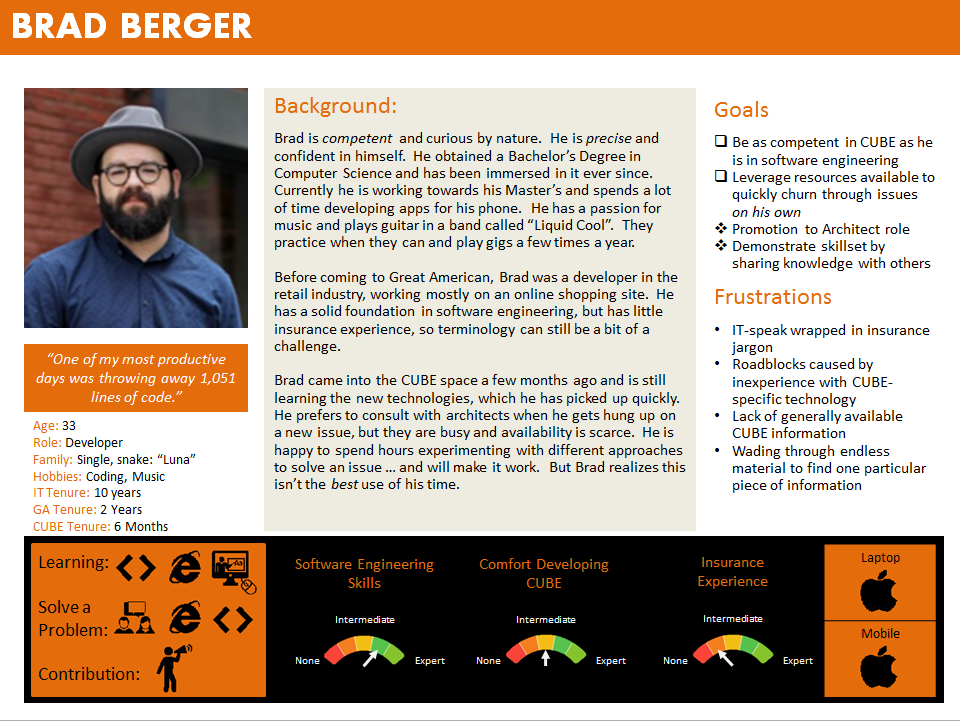 BRAD BERGER
Background:
Brad is competent and curious by nature. He is precise and
confident in himself. He obtained a Bachelor's Degree in
Computer Science and has been immersed in it ever since.
Currently he is working towards his Master's and spends a lot
of time developing apps for his phone. He has a passion for
music and plays guitar in a band called "Liquid Cool". They
practice when they can and play gigs a few times a year.
Before coming to Great American, Brad was a developer in the
retail industry, working mostly on an online shopping site. He
has a solid foundation in software engineering, but has little
insurance experience, so terminology can still be a bit of a
challenge.
Brad came into the CUBE space a few months ago and is still
learning the new technologies, which he has picked up quickly.
He prefers to consult with architects when he gets hung up on
a new issue, but they are busy and availability is scarce. He is
happy to spend hours experimenting with different approaches
to solve an issue ... and will make it work. But Brad realizes this
isn't the best use of his time.
Goals
❑ Be as competent in CUBE as he
is in software engineering
❑ Leverage resources available to
quickly churn through issues
on his own
❖ Promotion to Architect role
❖ Demonstrate skillset by
sharing knowledge with others
Frustrations
• IT-speak wrapped in insurance
jargon
• Roadblocks caused by
inexperience with CUBE-
specific technology
• Lack of generally available
CUBE information
• Wading through endless
material to find one particular
piece of information
"One of my most productive
days was throwing away 1,051
lines of code."
Age: 33
Role: Developer
Family: Single, snake: "Luna"
Hobbies: Coding, Music
IT Tenure: 10 years
GA Tenure: 2 Years
CUBE Tenure: 6 Months
Learning:
Solve a
Problem:
Contribution:
Software Engineering
Skills
Intermediate
None
Expert
Comfort Developing
CUBE
Intermediate
None
Expert
Insurance
Experience
Intermediate
None
Expert
Laptop
Mobile